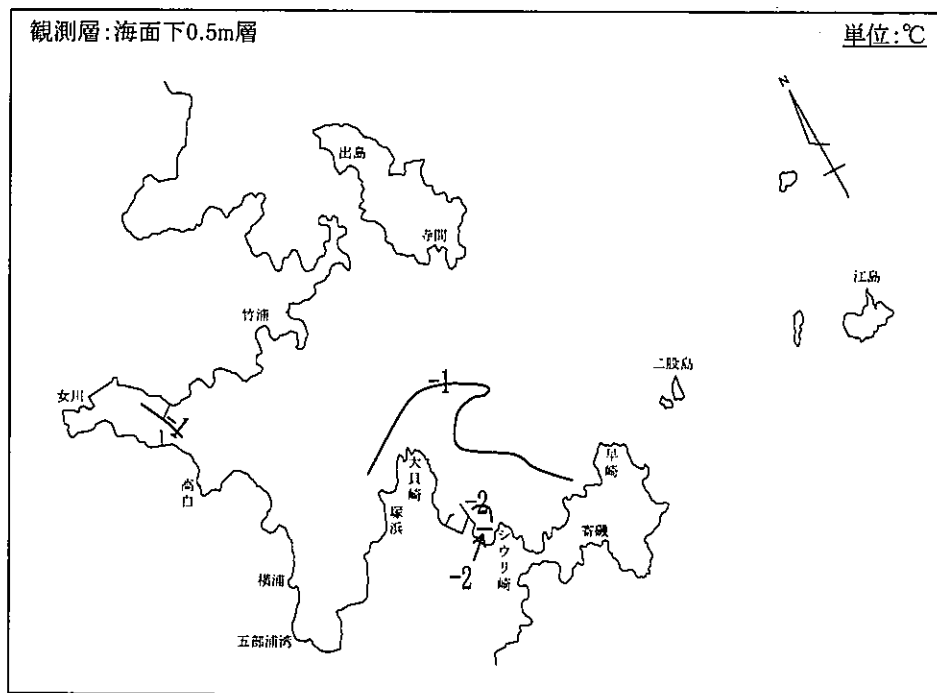 観測層:海面下0.5m層
単位:℃
N
出島
寺間
江島
竹浦
二股島
-1
女川
-1
大貝崎
早崎
高白
塚浜
-2
シウリ崎
寄磯
横浦
-2
五部浦湾